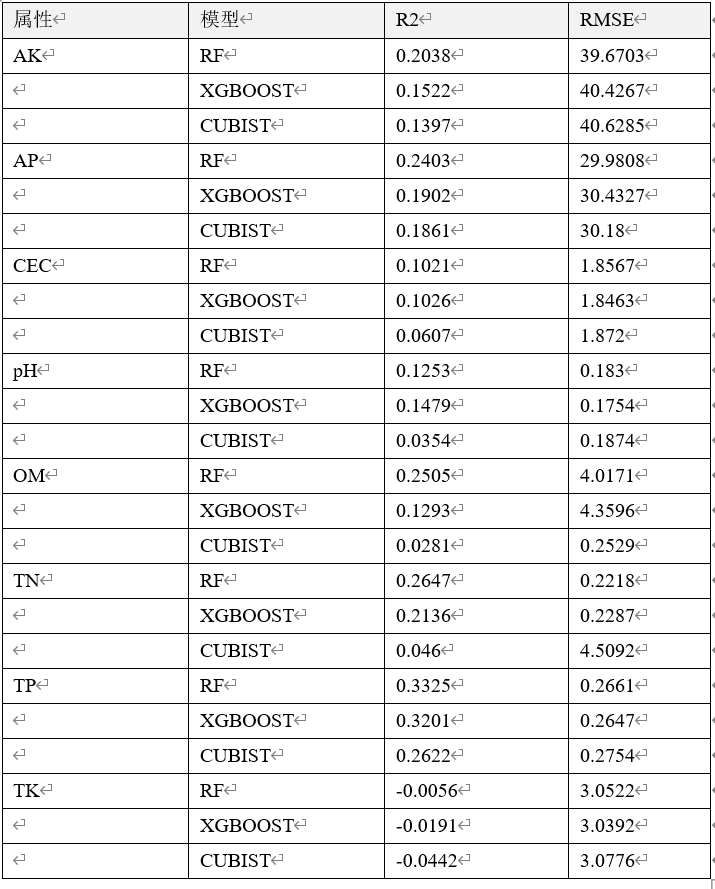 属性 模型 R2 RMSE
AK RF 0.2038 39.6703
XGBOOST 0.1522 40.4267
CUBIST 0.1397 40.6285
AP RF 0.2403 29.9808
XGBOOST 0.1902 30.4327
CUBIST 0.1861 30.18
CEC RF 0.1021 1.8567
XGBOOST 0.1026 1.8463
CUBIST 0.0607 1.872
pH RF 0.1253 0.183
XGBOOST 0.1479 0.1754
CUBIST 0.0354 0.1874
OM RF 0.2505 4.0171
XGBOOST 0.1293 4.3596
CUBIST 0.0281 0.2529
TN RF 0.2647 0.2218
XGBOOST 0.2136 0.2287
CUBIST 0.046 4.5092
TP RF 0.3325 0.2661
XGBOOST 0.3201 0.2647
CUBIST 0.2622 0.2754
TK RF -0.0056 3.0522
XGBOOST -0.0191 3.0392
CUBIST -0.0442 3.0776